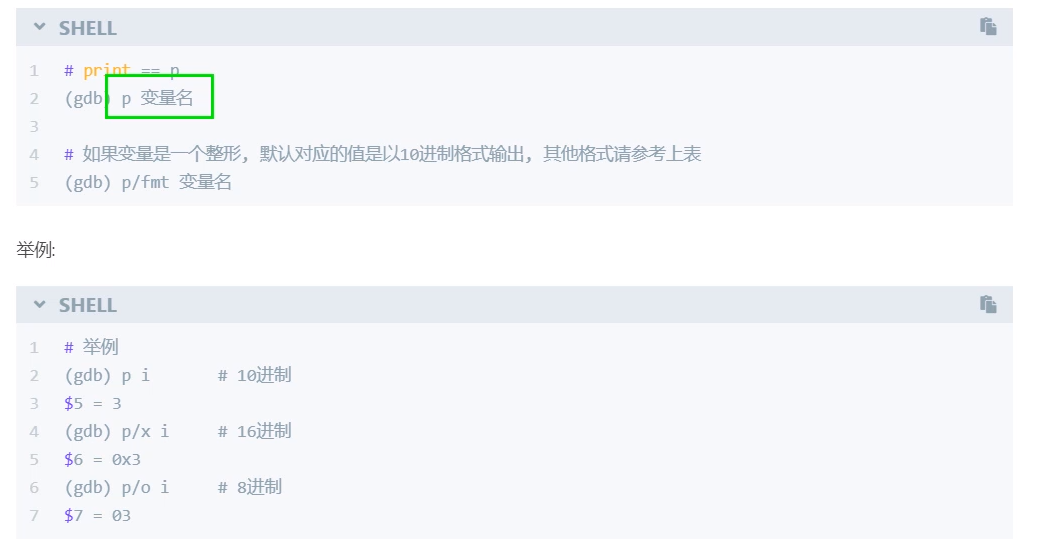 SHELL
1 # print == p
2 (gdb) p 变量名
3
4 # 如果变量是一个整形, 默认对应的值是以10进制格式输出, 其他格式请参考上表
5 (gdb) p/fmt 变量名
举例:
SHELL
1 # 举例
2 (gdb) p i # 10进制
3 $5 = 3
4 (gdb) p/x i # 16进制
5 $6 = 0x3
6 (gdb) p/o i # 8进制
7 $7 = 03